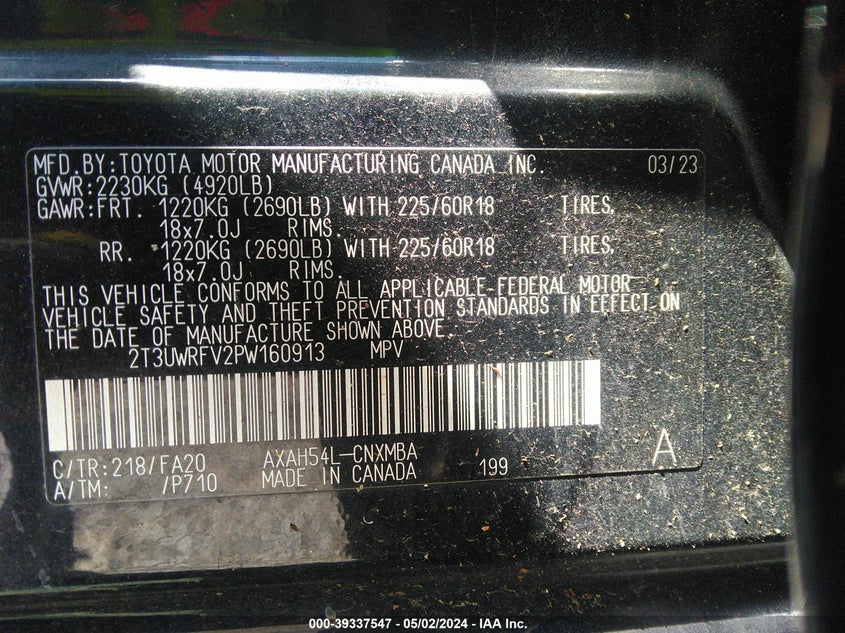 MFD.BY:TOYOTA MOTOR MANUFACTURING CANADA INC. 03/23
GVWR:2230KG (4920LB)
GAWR:FRT. 1220KG (2690LB) WITH 225/60R18 TIRES,
18x7.0J RIMS.
RR. 1220KG (2690LB) WITH 225/60R18 TIRES,
18x7.0J RIMS.
THIS VEHICLE CONFORMS TO ALL APPLICABLE FEDERAL MOTOR
VEHICLE SAFETY AND THEFT PREVENTION STANDARDS IN EFFECT ON
THE DATE OF MANUFACTURE SHOWN ABOVE.
2T3UWRFV2PW160913 MPV
C/TR:218/FA20 AXAH54L-CNXMBA
A/TM: /P710 MADE IN CANADA 199 A
000-39337547 - 05/02/2024 - IAA Inc.